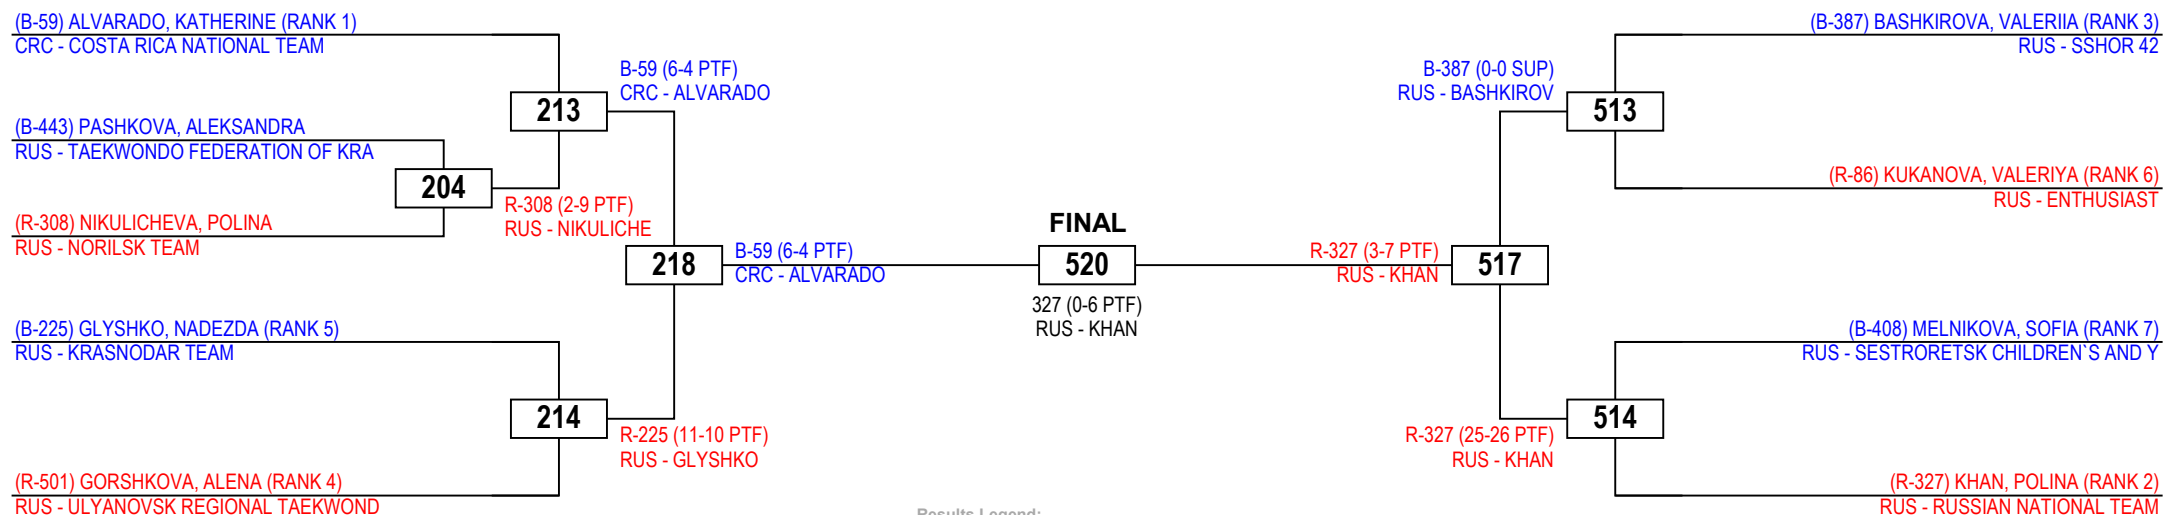 (B-59) ALVARADO, KATHERINE (RANK 1)
CRC - COSTA RICA NATIONAL TEAM
(B-443) PASHKOVA, ALEKSANDRA
RUS - TAEKWONDO FEDERATION OF KRA
(R-308) NIKULICHEVA, POLINA
RUS - NORILSK TEAM
(B-225) GLYSHKO, NADEZDA (RANK 5)
RUS - KRASNODAR TEAM
(R-501) GORSHKOVA, ALENA (RANK 4)
RUS - ULYANOVSK REGIONAL TAEKWOND
204
R-308 (2-9 PTF)
RUS - NIKULICHE
213
B-59 (6-4 PTF)
CRC - ALVARADO
214
R-225 (11-10 PTF)
RUS - GLYSHKO
218
B-59 (6-4 PTF)
CRC - ALVARADO
FINAL
520
327 (0-6 PTF)
RUS - KHAN
R-327 (3-7 PTF)
RUS - KHAN
517
B-387 (0-0 SUP)
RUS - BASHKIROV
513
R-327 (25-26 PTF)
RUS - KHAN
514
(B-387) BASHKIROVA, VALERIIA (RANK 3)
RUS - SSHOR 42
(R-86) KUKANOVA, VALERIYA (RANK 6)
RUS - ENTHUSIAST
(B-408) MELNIKOVA, SOFIA (RANK 7)
RUS - SESTRORETSK CHILDREN`S AND Y
(R-327) KHAN, POLINA (RANK 2)
RUS - RUSSIAN NATIONAL TEAM
Results Legend: